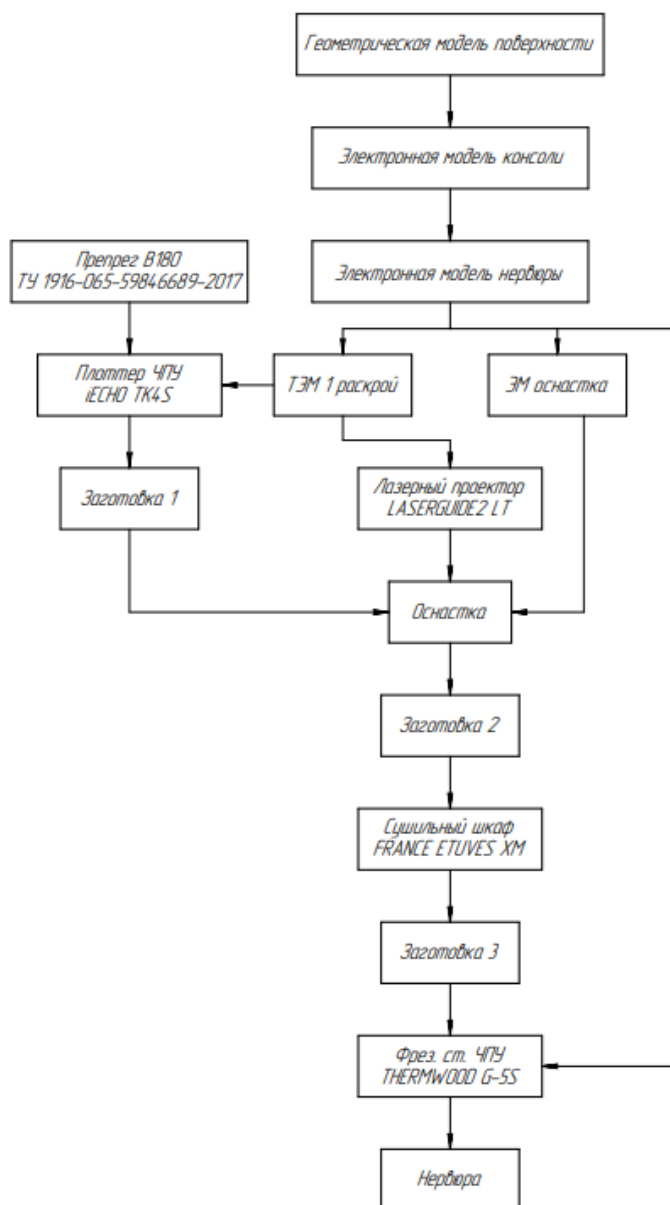 Геометрическая модель поверхности
Электронная модель консоли
Препрег В180
ТУ 1916-065-59846689-2017
Электронная модель нервюры
Плоттер ЧПУ
iECHO TK4S
ТЭМ 1 раскрой
ЭМ оснастка
Заготовка 1
Лазерный проектор
LASERGUIDE2 LT
Оснастка
Заготовка 2
Сушильный шкаф
FRANCE ETUVES XM
Заготовка 3
Фрез. ст. ЧПУ
THERMWOOD G-5S
Нервюра